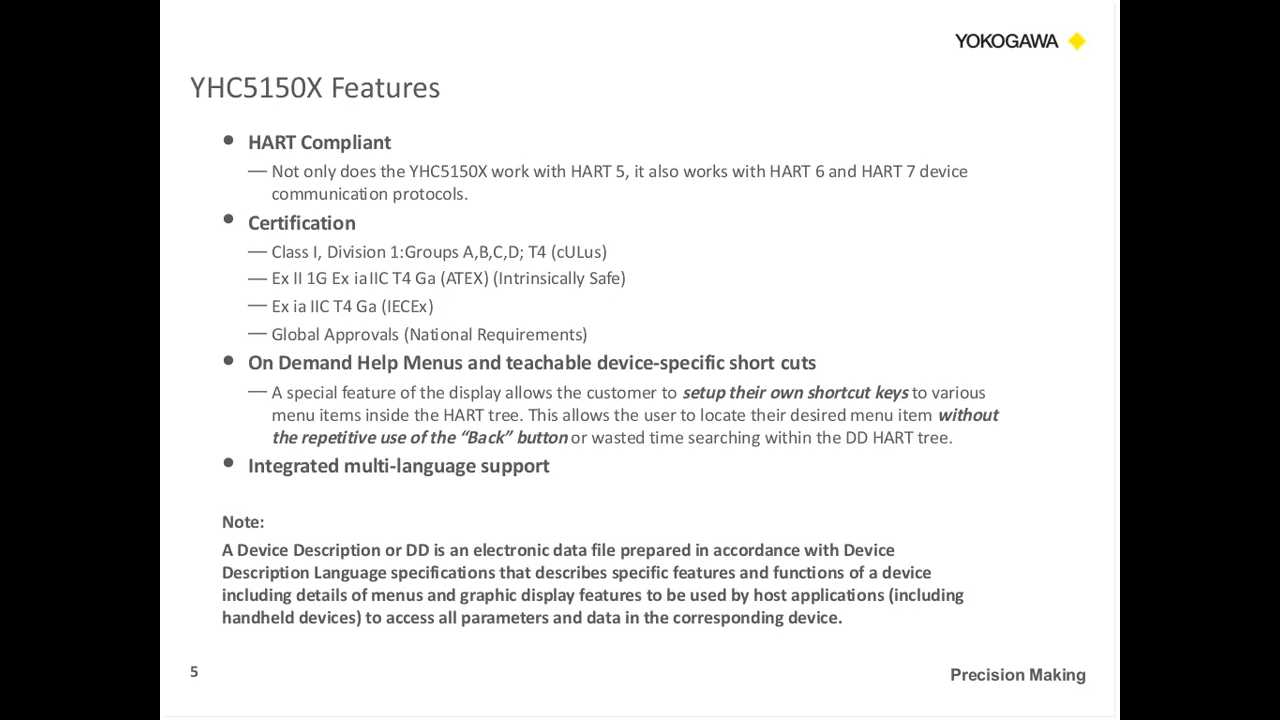 YOKOGAWA
YHC5150X Features
• HART Compliant
— Not only does the YHC5150X work with HART 5, it also works with HART 6 and HART 7 device
communication protocols.
• Certification
— Class I, Division 1:Groups A,B,C,D; T4 (cULus)
— Ex II 1G Ex ia IIC T4 Ga (ATEX) (Intrinsically Safe)
— Ex ia IIC T4 Ga (IECEx)
— Global Approvals (National Requirements)
• On Demand Help Menus and teachable device-specific short cuts
— A special feature of the display allows the customer to setup their own shortcut keys to various
menu items inside the HART tree. This allows the user to locate their desired menu item without
the repetitive use of the “Back” button or wasted time searching within the DD HART tree.
• Integrated multi-language support
Note:
A Device Description or DD is an electronic data file prepared in accordance with Device
Description Language specifications that describes specific features and functions of a device
including details of menus and graphic display features to be used by host applications (including
handheld devices) to access all parameters and data in the corresponding device.
5
Precision Making